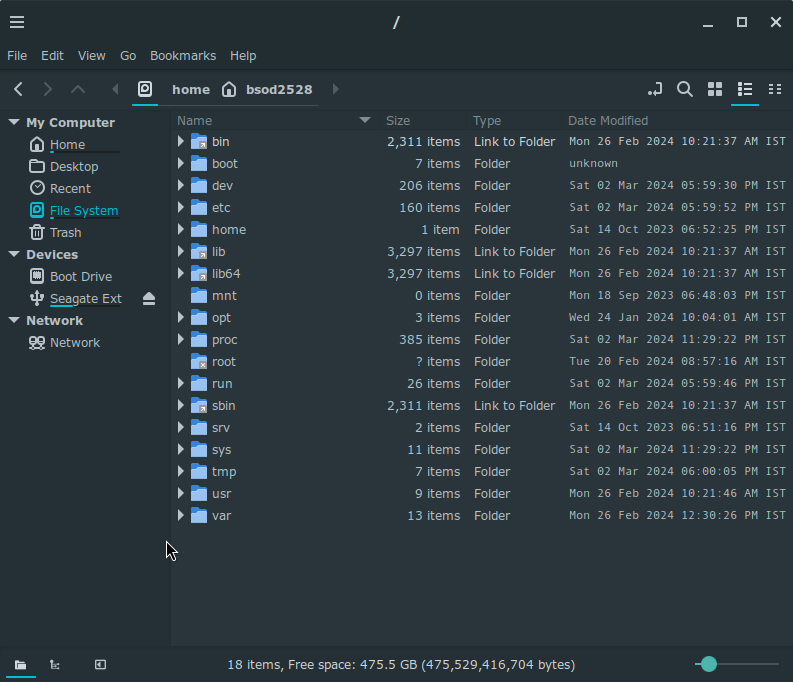 /
File Edit View Go Bookmarks Help
home bsod2528
My Computer
Home
Desktop
Recent
File System
Trash
Devices
Boot Drive
Seagate Ext
Network
Network
Name Size Type Date Modified
bin 2,311 items Link to Folder Mon 26 Feb 2024 10:21:37 AM IST
boot 7 items Folder unknown
dev 206 items Folder Sat 02 Mar 2024 05:59:30 PM IST
etc 160 items Folder Sat 02 Mar 2024 05:59:52 PM IST
home 1 item Folder Sat 14 Oct 2023 06:52:25 PM IST
lib 3,297 items Link to Folder Mon 26 Feb 2024 10:21:37 AM IST
lib64 3,297 items Link to Folder Mon 26 Feb 2024 10:21:37 AM IST
mnt 0 items Folder Mon 18 Sep 2023 06:48:03 PM IST
opt 3 items Folder Wed 24 Jan 2024 10:04:01 AM IST
proc 385 items Folder Sat 02 Mar 2024 11:29:22 PM IST
root ? items Folder Tue 20 Feb 2024 08:57:16 AM IST
run 26 items Folder Sat 02 Mar 2024 05:59:46 PM IST
sbin 2,311 items Link to Folder Mon 26 Feb 2024 10:21:37 AM IST
srv 2 items Folder Sat 14 Oct 2023 06:51:16 PM IST
sys 11 items Folder Sat 02 Mar 2024 11:29:22 PM IST
tmp 7 items Folder Sat 02 Mar 2024 06:00:05 PM IST
usr 9 items Folder Mon 26 Feb 2024 10:21:46 AM IST
var 13 items Folder Mon 26 Feb 2024 12:30:26 PM IST
18 items, Free space: 475.5 GB (475,529,416,704 bytes)